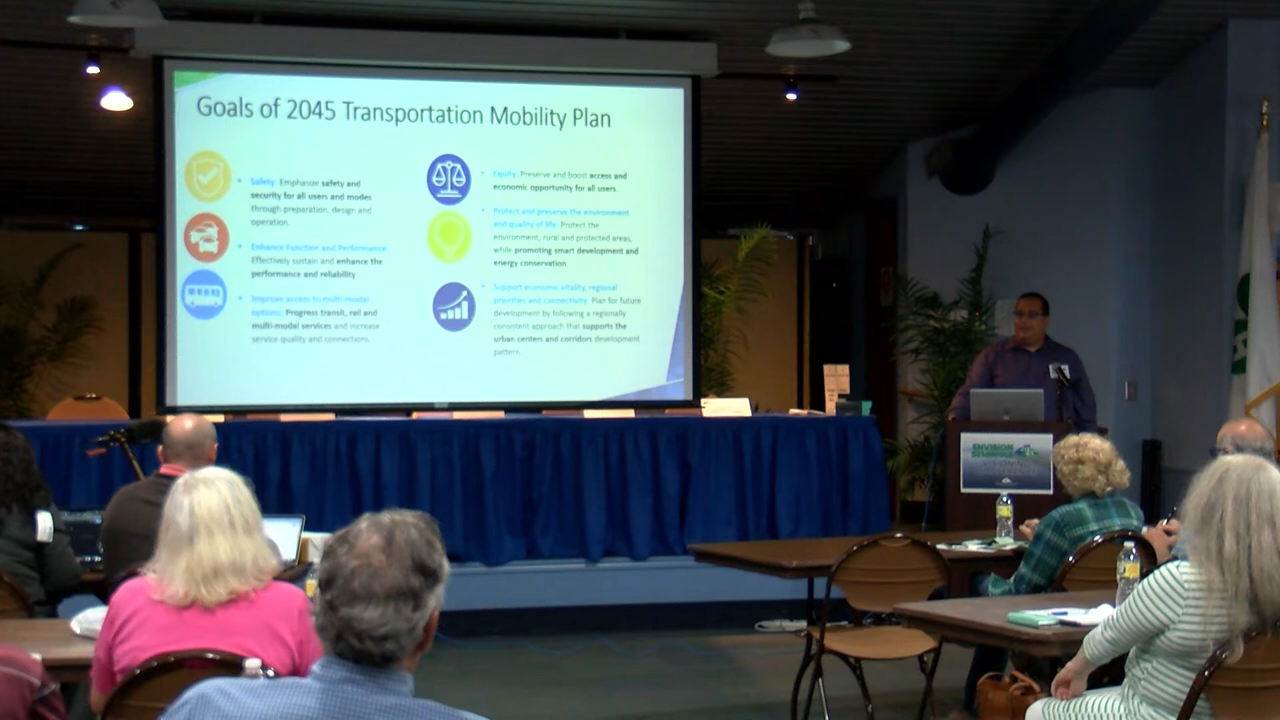 Goals of 2045 Transportation Mobility Plan
• Safety: Emphasize safety and
security for all users and modes
through preparation, design and
operation.
• Enhance Function and Performance:
Effectively sustain and enhance the
performance and reliability
• Improve access to multi-modal
options: Progress transit, rail and
multi-modal services and increase
service quality and connections.
• Equity: Preserve and boost access and
economic opportunity for all users.
• Protect and preserve the environment
and quality of life: Protect the
environment, rural and protected areas,
while promoting smart development and
energy conservation
• Support economic vitality, regional
priorities and connectivity: Plan for future
development by following a regionally
consistent approach that supports the
urban centers and corridors development
pattern.
ENVISION
SEMINOLE